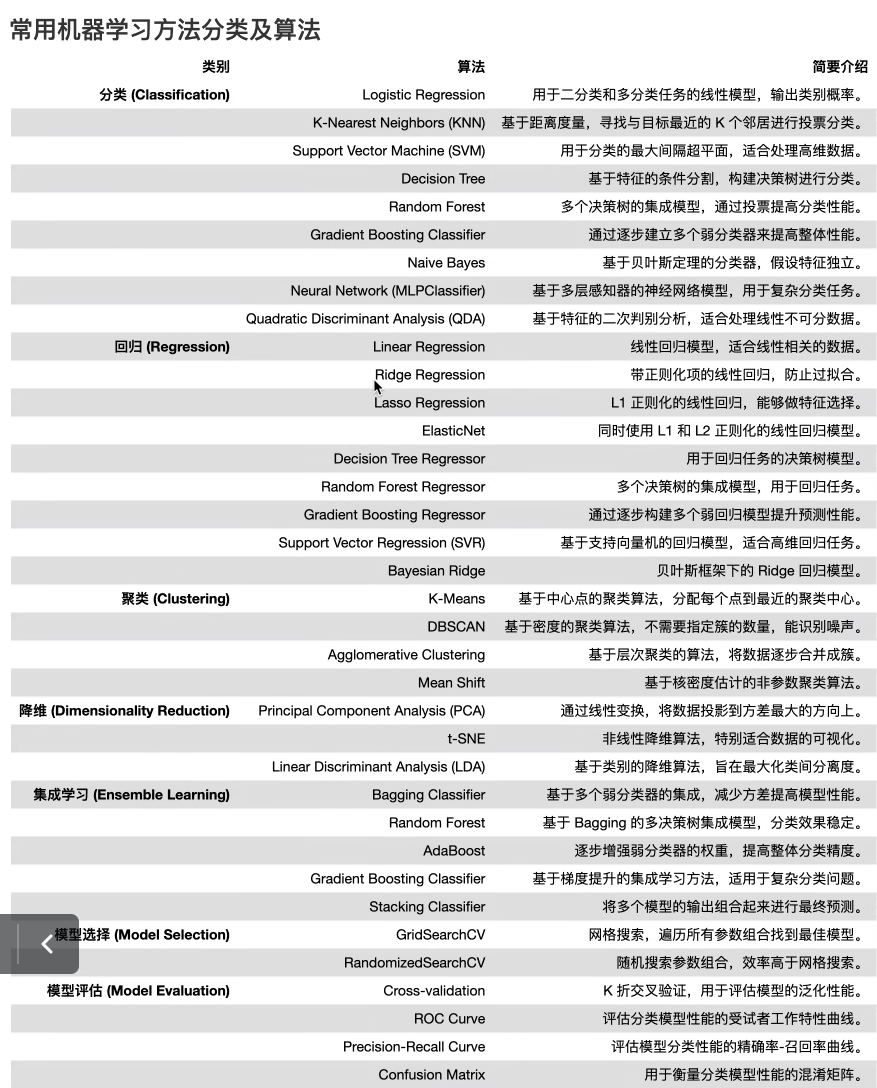 常用机器学习方法分类及算法
类别 算法 简要介绍
分类 (Classification) Logistic Regression 用于二分类和多分类任务的线性模型，输出类别概率。
K-Nearest Neighbors (KNN) 基于距离度量，寻找与目标最近的 K 个邻居进行投票分类。
Support Vector Machine (SVM) 用于分类的最大间隔超平面，适合处理高维数据。
Decision Tree 基于特征的条件分割，构建决策树进行分类。
Random Forest 多个决策树的集成模型，通过投票提高分类性能。
Gradient Boosting Classifier 通过逐步建立多个弱分类器来提高整体性能。
Naive Bayes 基于贝叶斯定理的分类器，假设特征独立。
Neural Network (MLPClassifier) 基于多层感知器的神经网络模型，用于复杂分类任务。
Quadratic Discriminant Analysis (QDA) 基于特征的二次判别分析，适合处理线性不可分数据。
回归 (Regression) Linear Regression 线性回归模型，适合线性相关的数据。
Ridge Regression 带正则化项的线性回归，防止过拟合。
Lasso Regression L1 正则化的线性回归，能够做特征选择。
ElasticNet 同时使用 L1 和 L2 正则化的线性回归模型。
Decision Tree Regressor 用于回归任务的决策树模型。
Random Forest Regressor 多个决策树的集成模型，用于回归任务。
Gradient Boosting Regressor 通过逐步构建多个弱回归模型提升预测性能。
Support Vector Regression (SVR) 基于支持向量机的回归模型，适合高维回归任务。
Bayesian Ridge 贝叶斯框架下的 Ridge 回归模型。
聚类 (Clustering) K-Means 基于中心点的聚类算法，分配每个点到最近的聚类中心。
DBSCAN 基于密度的聚类算法，不需要指定簇的数量，能识别噪声。
Agglomerative Clustering 基于层次聚类的算法，将数据逐步合并成簇。
Mean Shift 基于核密度估计的非参数聚类算法。
降维 (Dimensionality Reduction) Principal Component Analysis (PCA) 通过线性变换，将数据投影到方差最大的方向上。
t-SNE 非线性降维算法，特别适合数据的可视化。
Linear Discriminant Analysis (LDA) 基于类别的降维算法，旨在最大化类间分离度。
集成学习 (Ensemble Learning) Bagging Classifier 基于多个弱分类器的集成，减少方差提高模型性能。
Random Forest 基于 Bagging 的多决策树集成模型，分类效果稳定。
AdaBoost 逐步增强弱分类器的权重，提高整体分类精度。
Gradient Boosting Classifier 基于梯度提升的集成学习方法，适用于复杂分类问题。
Stacking Classifier 将多个模型的输出组合起来进行最终预测。
模型选择 (Model Selection) GridSearchCV 网格搜索，遍历所有参数组合找到最佳模型。
RandomizedSearchCV 随机搜索参数组合，效率高于网格搜索。
模型评估 (Model Evaluation) Cross-validation K 折交叉验证，用于评估模型的泛化性能。
ROC Curve 评估分类模型性能的受试者工作特性曲线。
Precision-Recall Curve 评估模型分类性能的精确率-召回率曲线。
Confusion Matrix 用于衡量分类模型性能的混淆矩阵。